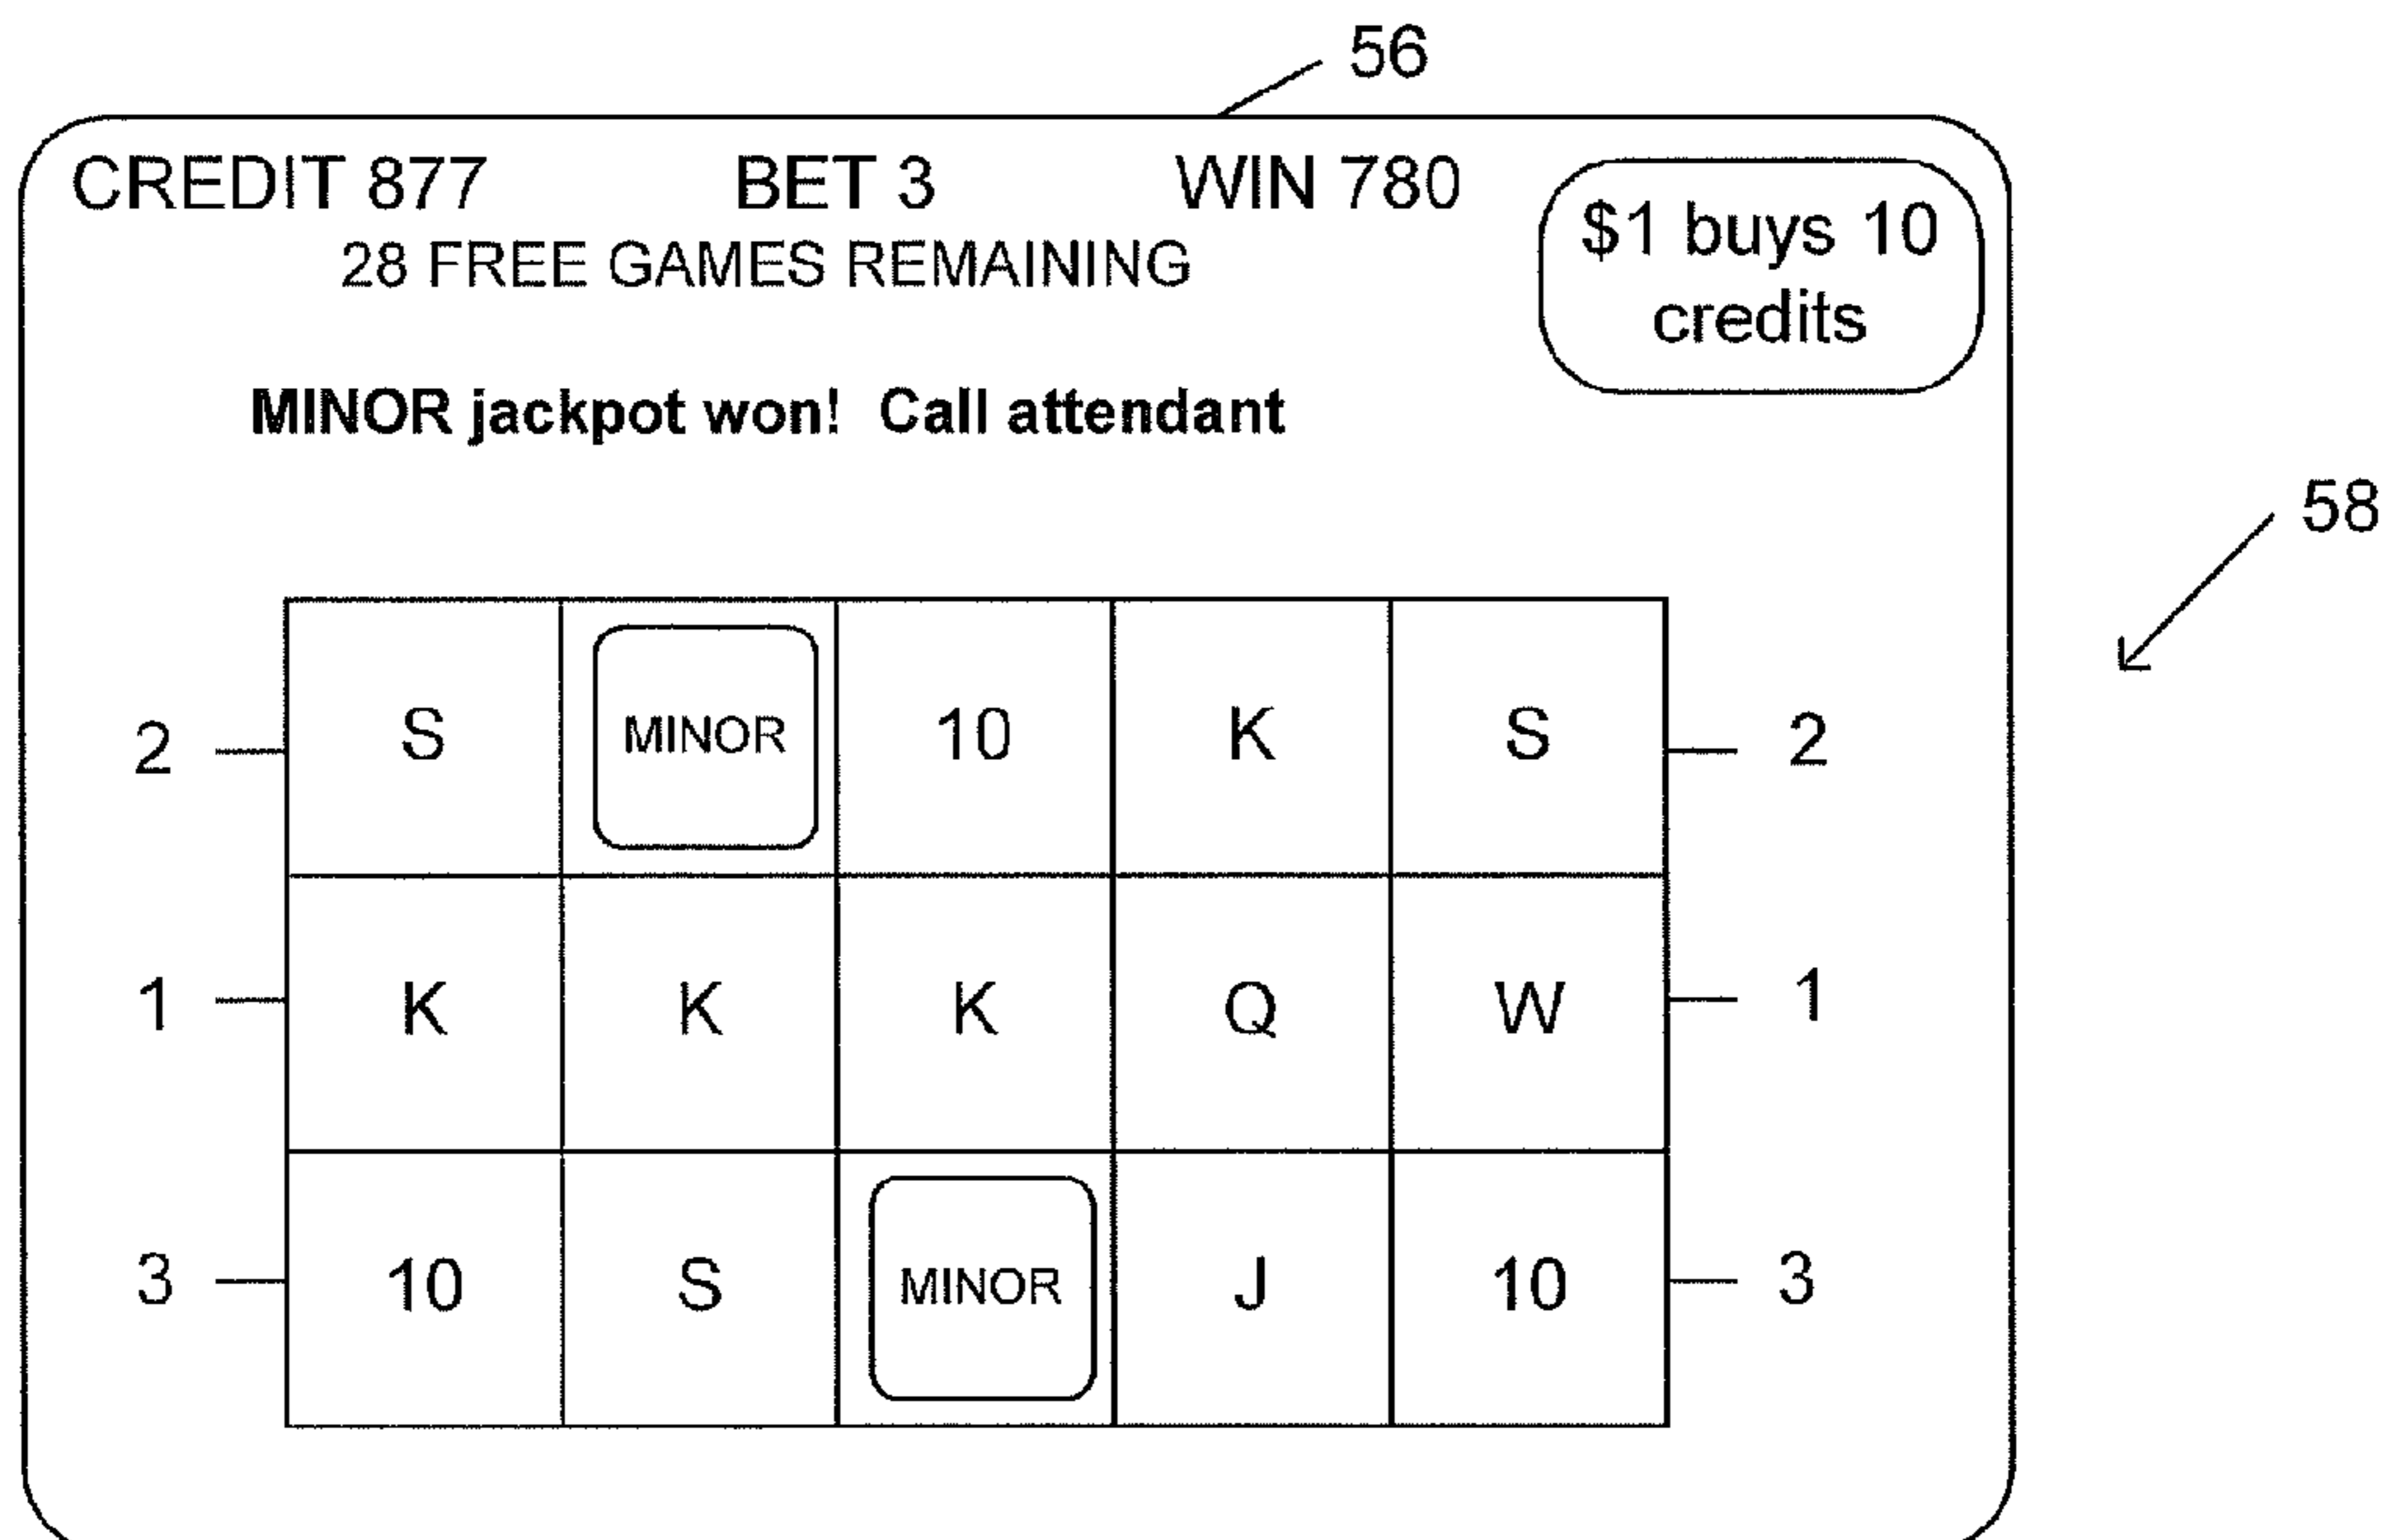 56
CREDIT 877 BET 3 WIN 780
28 FREE GAMES REMAINING
$1 buys 10
credits
MINOR jackpot won! Call attendant
58
2 S MINOR 10 K S 2
1 K K K Q W 1
3 10 S MINOR J 10 3